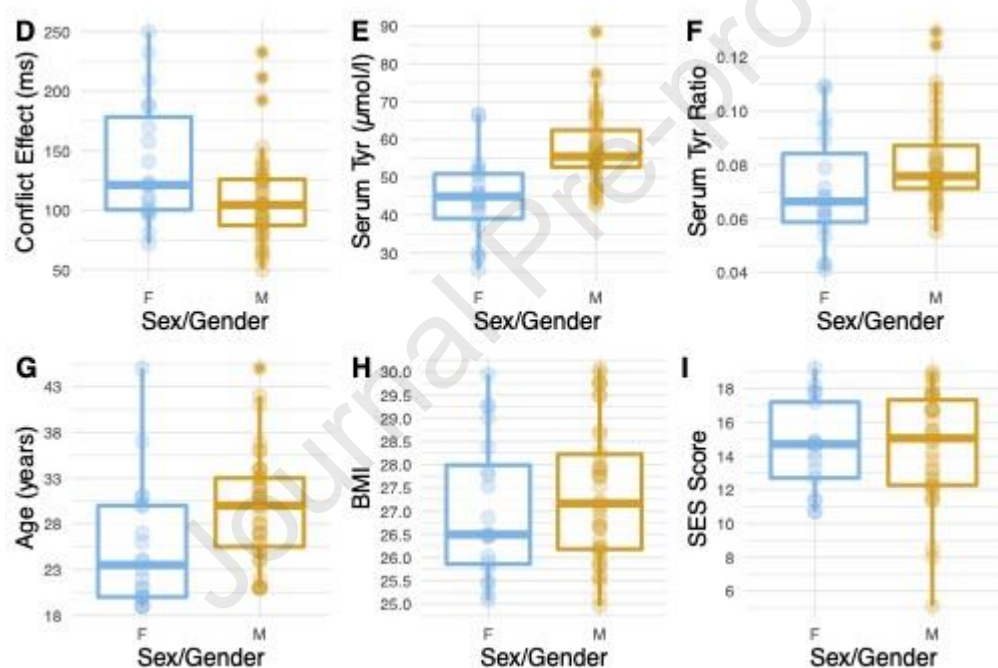 D
Conflict Effect (ms)
250
200
150
100
50
F
M
Sex/Gender
E
Serum Tyr (µmol/l)
90
80
70
60
50
40
30
F
M
Sex/Gender
F
Serum Tyr Ratio
0.12
0.10
0.08
0.06
0.04
F
M
Sex/Gender
G
Age (years)
43
38
33
28
23
18
F
M
Sex/Gender
H
BMI
30.0
29.5
29.0
28.5
28.0
27.5
27.0
26.5
26.0
25.5
25.0
F
M
Sex/Gender
I
SES Score
18
16
14
12
10
8
6
F
M
Sex/Gender
Journal Pre-pro